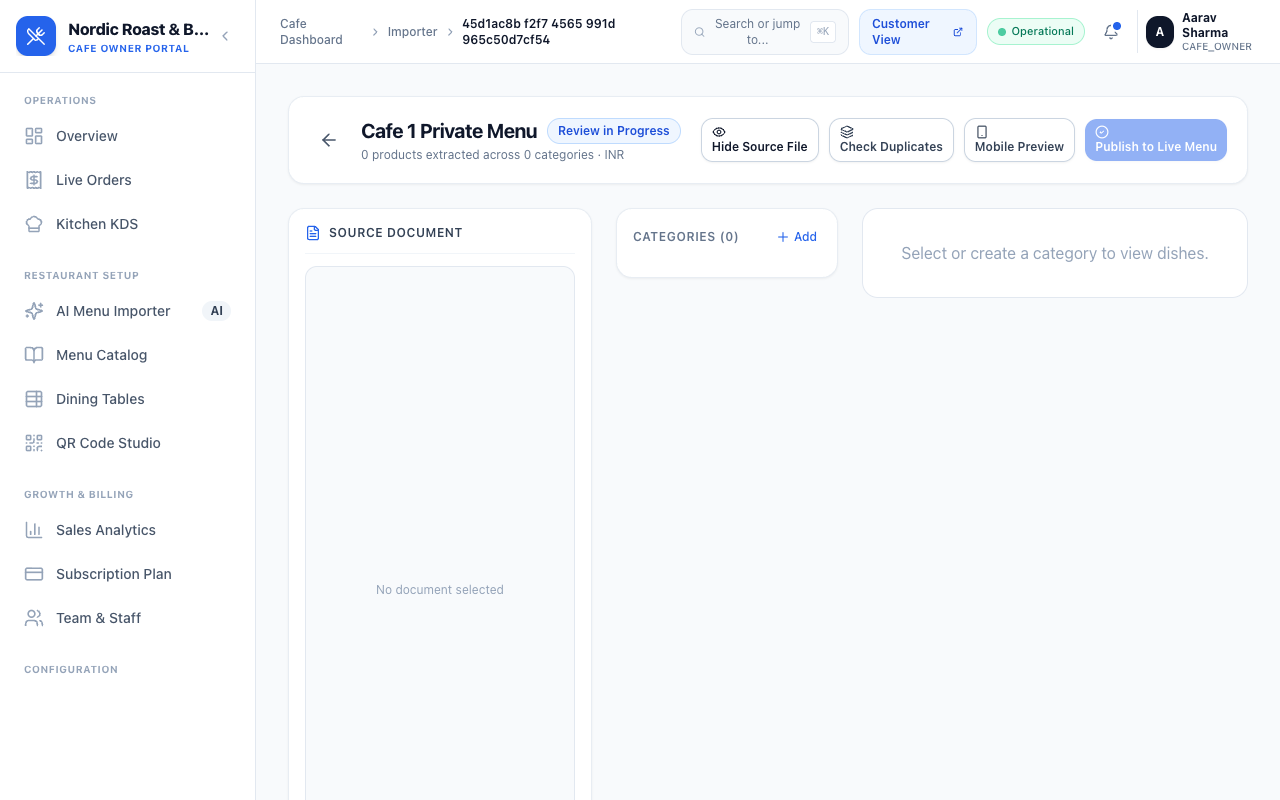 Nordic Roast & B...
CAFE OWNER PORTAL
OPERATIONS
Overview
Live Orders
Kitchen KDS
RESTAURANT SETUP
AI Menu Importer
AI
Menu Catalog
Dining Tables
QR Code Studio
GROWTH & BILLING
Sales Analytics
Subscription Plan
Team & Staff
CONFIGURATION
Cafe
Dashboard
Importer
45d1ac8b f2f7 4565 991d
965c50d7cf54
Search or jump
to...
⌘K
Customer
View
Operational
A
Aarav
Sharma
CAFE_OWNER
Cafe 1 Private Menu
Review in Progress
0 products extracted across 0 categories · INR
Hide Source File
Check Duplicates
Mobile Preview
Publish to Live Menu
SOURCE DOCUMENT
No document selected
CATEGORIES (0)
Add
Select or create a category to view dishes.